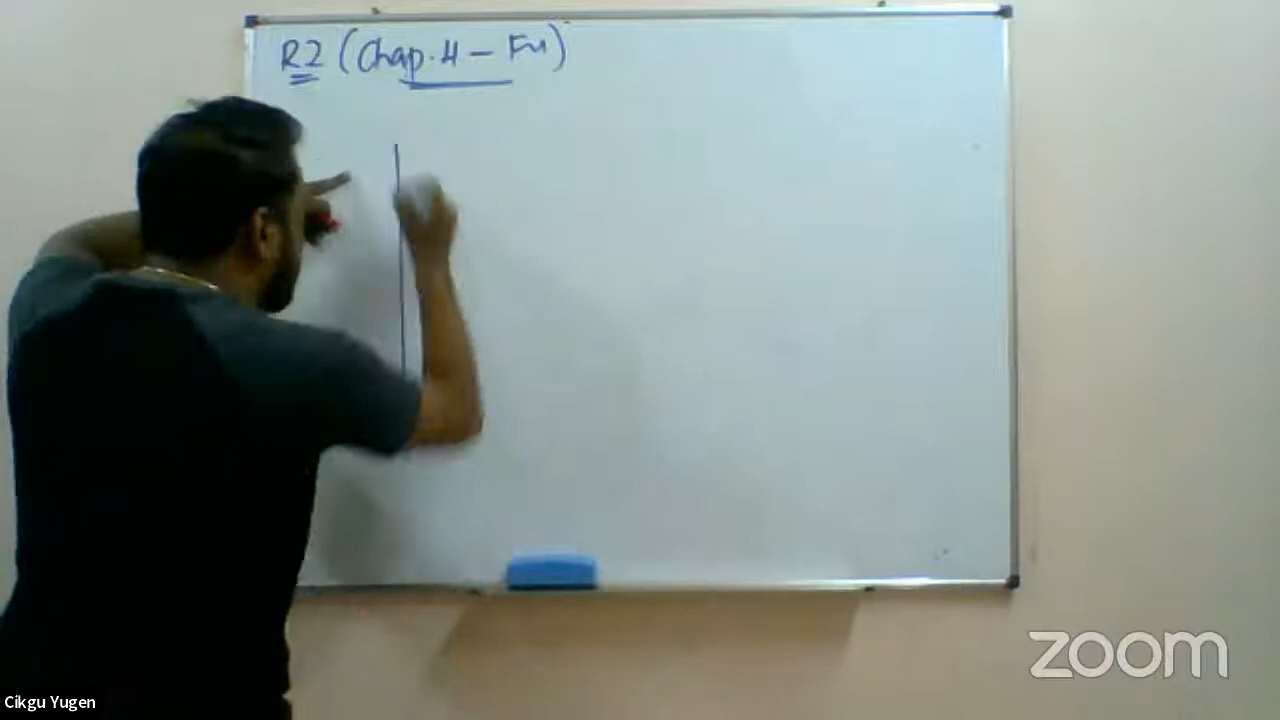 R2 (Chap.4 – F4)
zoom
Cikgu Yugen